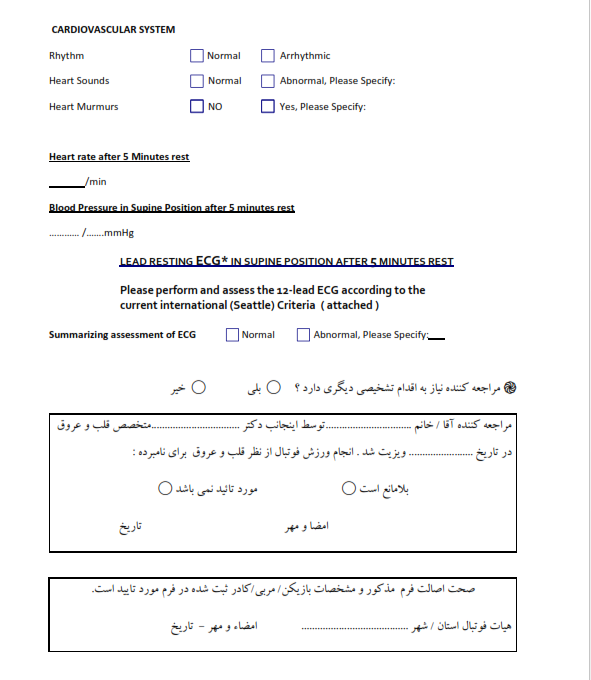 CARDIOVASCULAR SYSTEM
Rhythm Normal Arrhythmic
Heart Sounds Normal Abnormal, Please Specify:
Heart Murmurs NO Yes, Please Specify:
Heart rate after 5 Minutes rest
______/min
Blood Pressure in Supine Position after 5 minutes rest
............ /.......mmHg
LEAD RESTING ECG* IN SUPINE POSITION AFTER 5 MINUTES REST
Please perform and assess the 12-lead ECG according to the
current international (Seattle) Criteria ( attached )
Summarizing assessment of ECG Normal Abnormal, Please Specify:___
مراجعه کننده نیاز به اقدام تشخیصی دیگری دارد ؟ بلی خیر
مراجعه کننده آقا / خانم ................................توسط اینجانب دکتر ................................متخصص قلب و عروق
در تاریخ ........................ ویزیت شد . انجام ورزش فوتبال از نظر قلب و عروق برای نامبرده :
بلامانع است مورد تائید نمی باشد
امضا و مهر تاریخ
صحت اصالت فرم مذکور و مشخصات بازیکن/ مربی/کادر ثبت شده در فرم مورد تایید است.
هیات فوتبال استان / شهر ........................................ امضاء و مهر – تاریخ